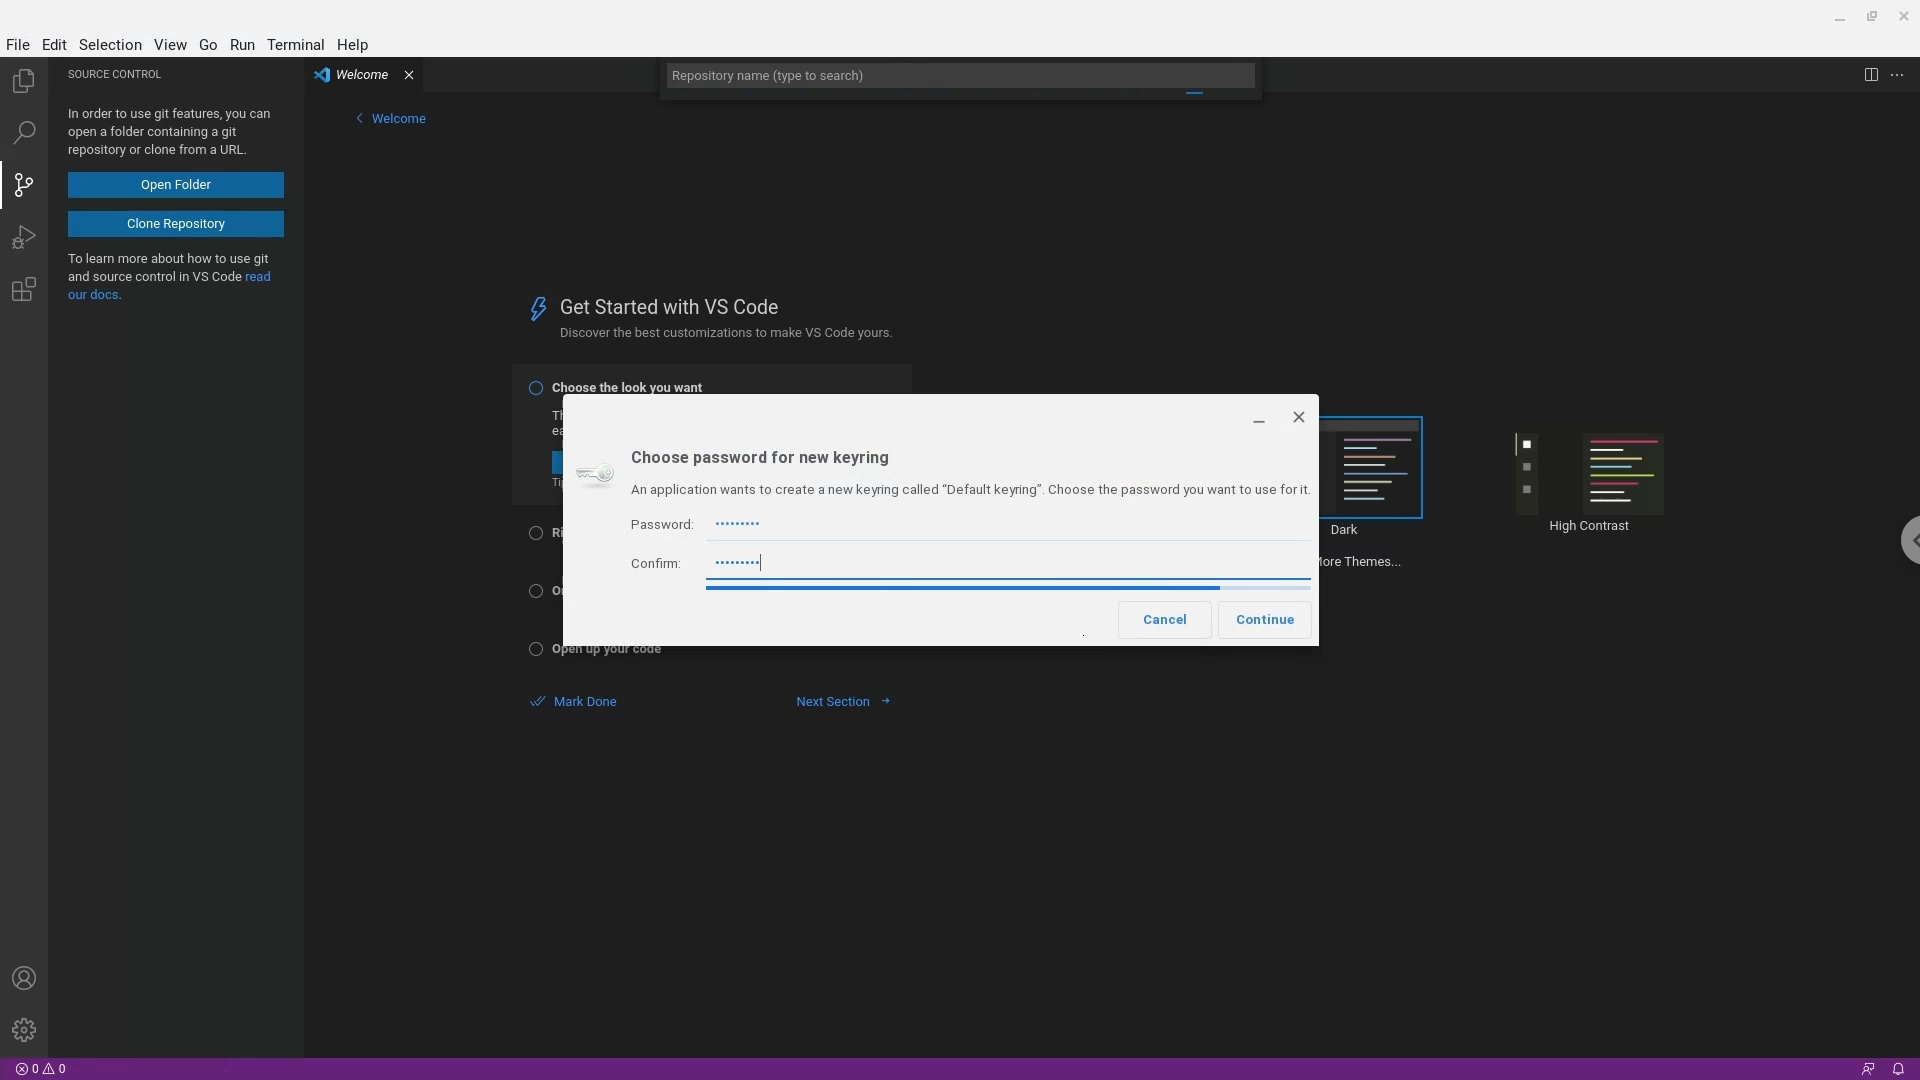 File Edit Selection View Go Run Terminal Help
SOURCE CONTROL
Welcome
Repository name (type to search)
In order to use git features, you can
open a folder containing a git
repository or clone from a URL.
Open Folder
Clone Repository
To learn more about how to use git
and source control in VS Code read
our docs.
Welcome
Get Started with VS Code
Discover the best customizations to make VS Code yours.
Choose the look you want
Choose password for new keyring
An application wants to create a new keyring called “Default keyring”. Choose the password you want to use for it.
Password:
Confirm:
Cancel
Continue
Dark
High Contrast
More Themes...
Open up your code
Mark Done
Next Section
0 0